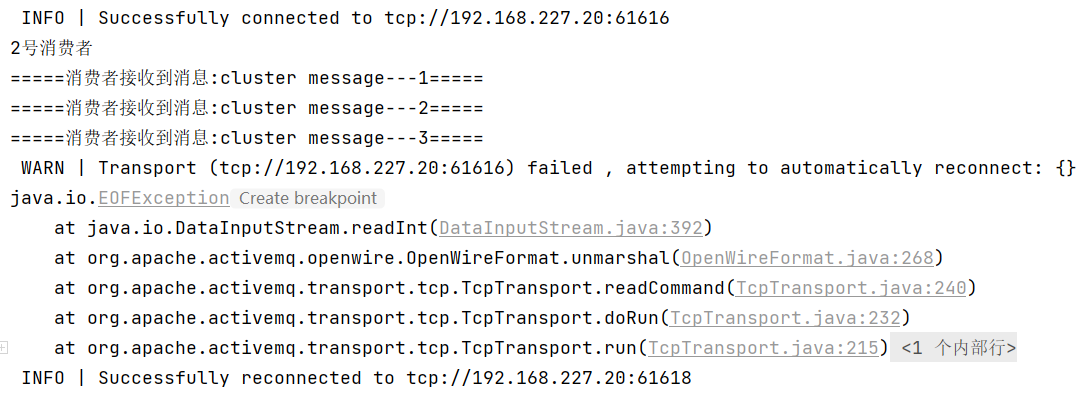 INFO | Successfully connected to tcp://192.168.227.20:61616
2号消费者
=====消费者接收到消息:cluster message---1=====
=====消费者接收到消息:cluster message---2=====
=====消费者接收到消息:cluster message---3=====
WARN | Transport (tcp://192.168.227.20:61616) failed , attempting to automatically reconnect: {}
java.io.EOFException Create breakpoint
at java.io.DataInputStream.readInt(DataInputStream.java:392)
at org.apache.activemq.openwire.OpenWireFormat.unmarshal(OpenWireFormat.java:268)
at org.apache.activemq.transport.tcp.TcpTransport.readCommand(TcpTransport.java:240)
at org.apache.activemq.transport.tcp.TcpTransport.doRun(TcpTransport.java:232)
at org.apache.activemq.transport.tcp.TcpTransport.run(TcpTransport.java:215) <1 个内部行>
INFO | Successfully reconnected to tcp://192.168.227.20:61618